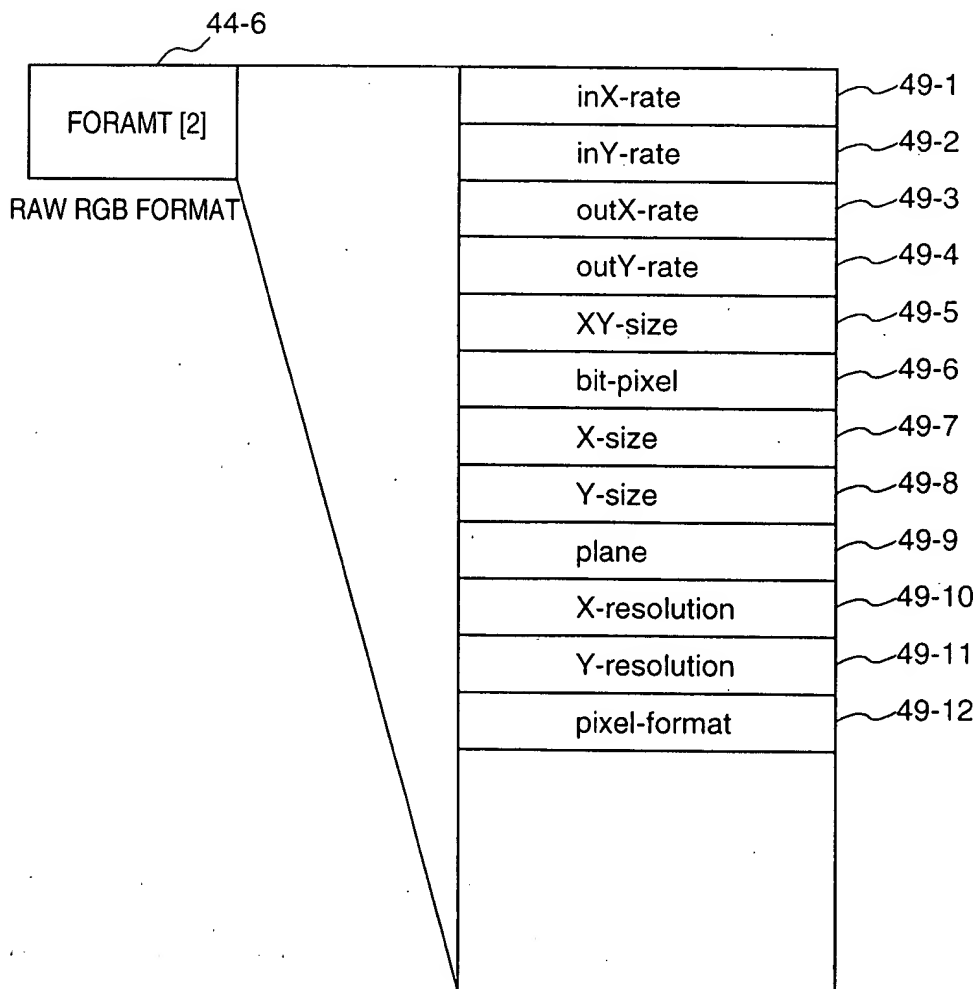 44-6
FORAMT [2]
RAW RGB FORMAT
inX-rate 49-1
inY-rate 49-2
outX-rate 49-3
outY-rate 49-4
XY-size 49-5
bit-pixel 49-6
X-size 49-7
Y-size 49-8
plane 49-9
X-resolution 49-10
Y-resolution 49-11
pixel-format 49-12